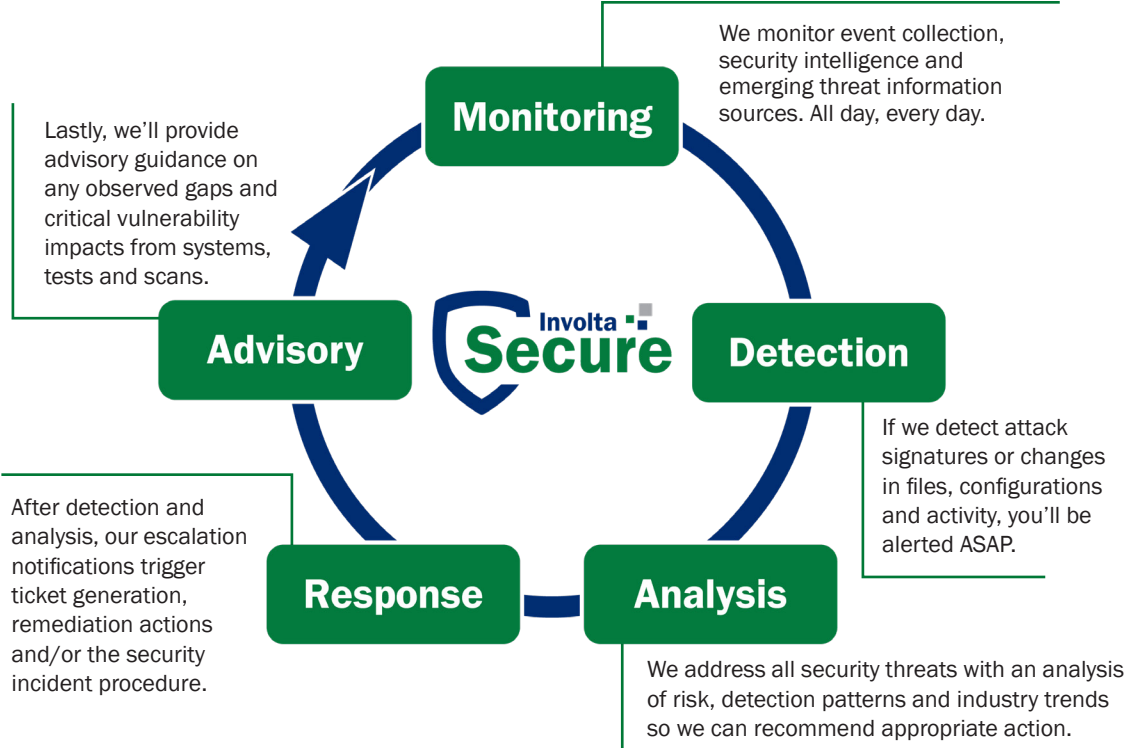 Monitoring
We monitor event collection,
security intelligence and
emerging threat information
sources. All day, every day.
Detection
If we detect attack
signatures or changes
in files, configurations
and activity, you’ll be
alerted ASAP.
Analysis
We address all security threats with an analysis
of risk, detection patterns and industry trends
so we can recommend appropriate action.
Response
After detection and
analysis, our escalation
notifications trigger
ticket generation,
remediation actions
and/or the security
incident procedure.
Advisory
Lastly, we’ll provide
advisory guidance on
any observed gaps and
critical vulnerability
impacts from systems,
tests and scans.
Involta
Secure